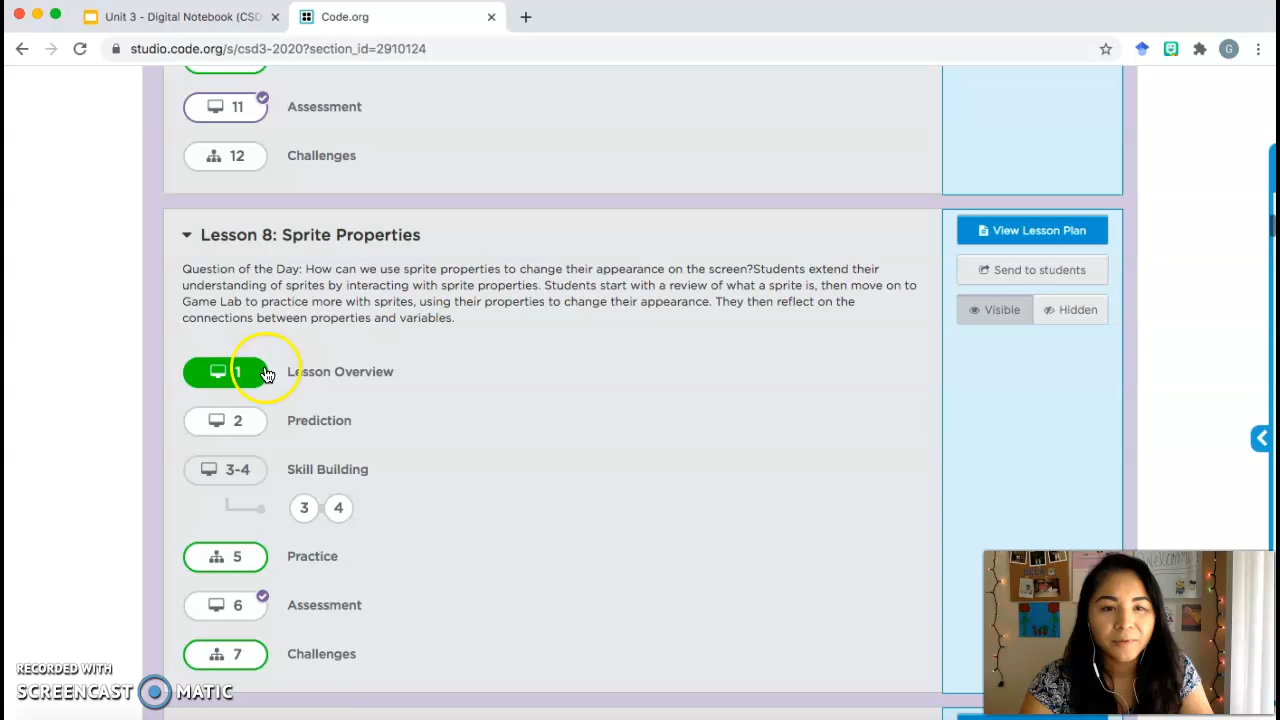 Unit 3 - Digital Notebook (CSD
Code.org
studio.code.org/s/csd3-2020?section_id=2910124
G
11 Assessment
12 Challenges
Lesson 8: Sprite Properties
View Lesson Plan
Send to students
Visible Hidden
Question of the Day: How can we use sprite properties to change their appearance on the screen?Students extend their
understanding of sprites by interacting with sprite properties. Students start with a review of what a sprite is, then move on to
Game Lab to practice more with sprites, using their properties to change their appearance. They then reflect on the
connections between properties and variables.
1 Lesson Overview
2 Prediction
3-4 Skill Building
3 4
5 Practice
6 Assessment
7 Challenges
Welcome
RECORDED WITH
SCREENCAST MATIC